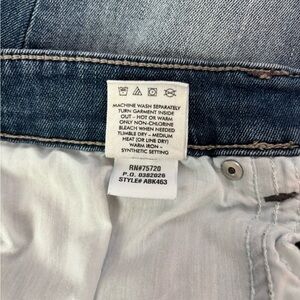 MACHINE WASH SEPARATELY
TURN GARMENT INSIDE
OUT - HOT OR WARM
ONLY NON-CHLORINE
BLEACH WHEN NEEDED
TUMBLE DRY - MEDIUM
HEAT (OR LINE DRY)
WARM IRON -
SYNTHETIC SETTING
RN#75720
P.O. 0382026
STYLE# ABK463